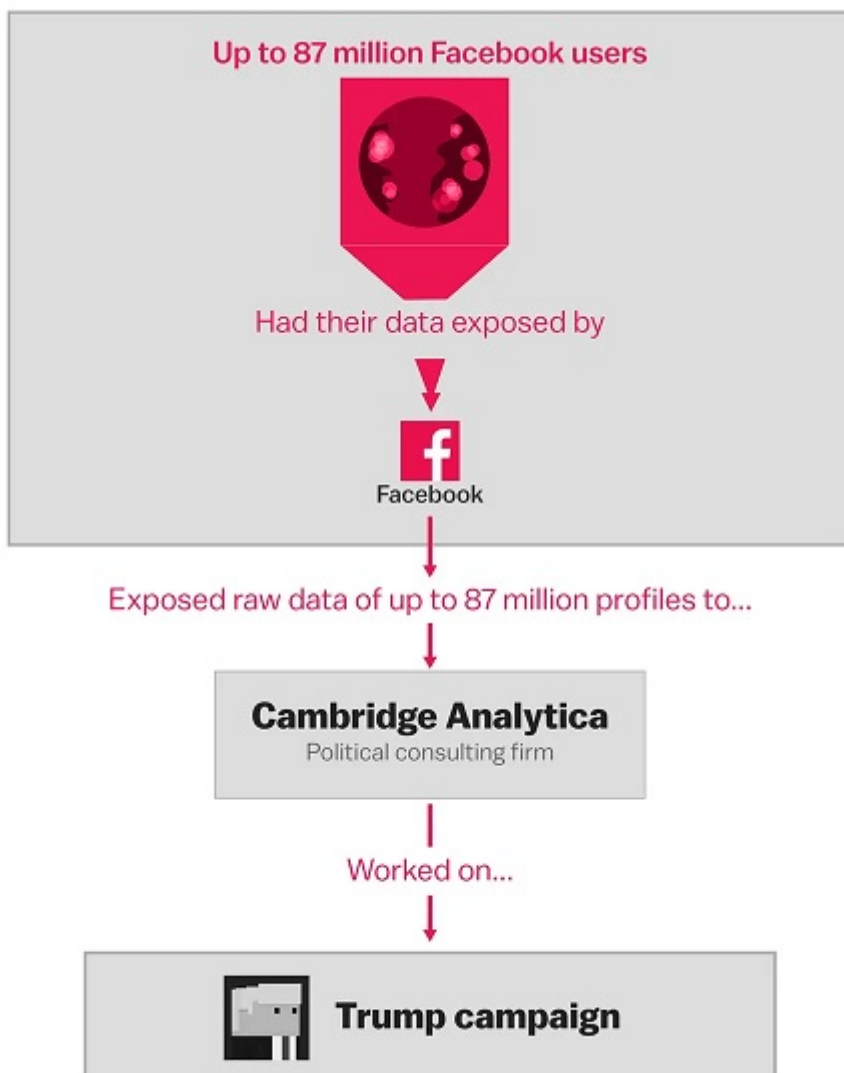 Up to 87 million Facebook users
Had their data exposed by
f
Facebook
Exposed raw data of up to 87 million profiles to...
Cambridge Analytica
Political consulting firm
Worked on...
Trump campaign